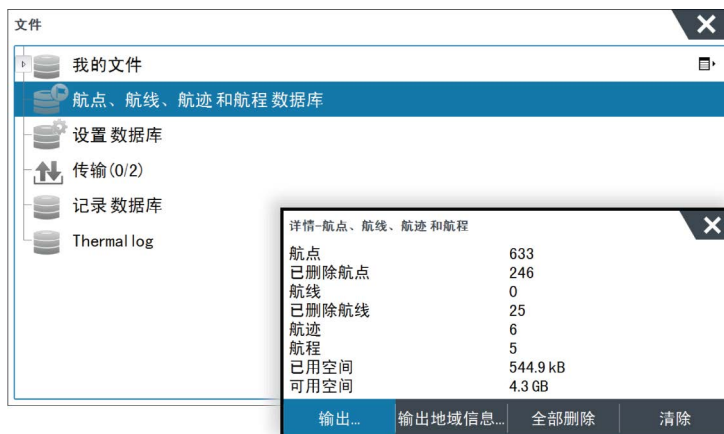 文件
我的文件
航点、航线、航迹 和航程 数据库
设置 数据库
传输(0/2)
记录 数据库
Thermal log
详情-航点、航线、航迹 和航程
航点 633
已删除航点 246
航线 0
已删除航线 25
航迹 6
航程 5
已用空间 544.9 kB
可用空间 4.3 GB
输出... 输出地域信息... 全部删除 清除